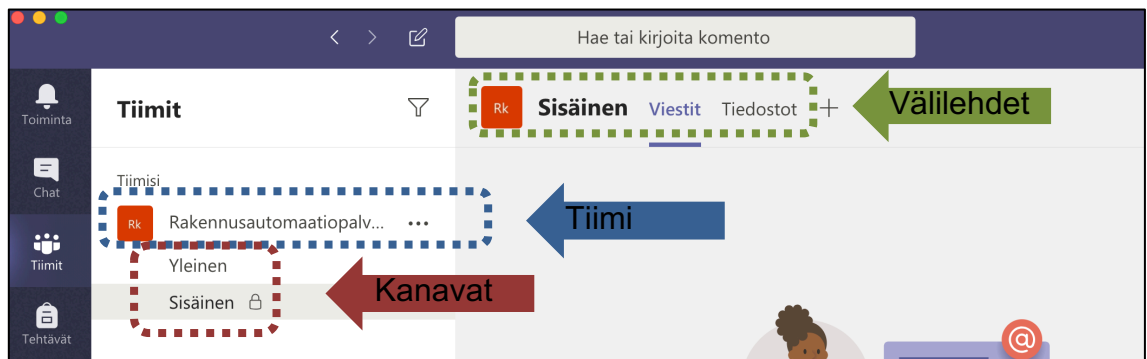 Hae tai kirjoita komento
Toiminta
Chat
Tiimit
Tehtävät
Tiimit
Tiimisi
Rk Rakennusautomaatiopalv... •••
Yleinen
Sisäinen
Rk Sisäinen Viestit Tiedostot +
Välilehdet
Tiimi
Kanavat
@